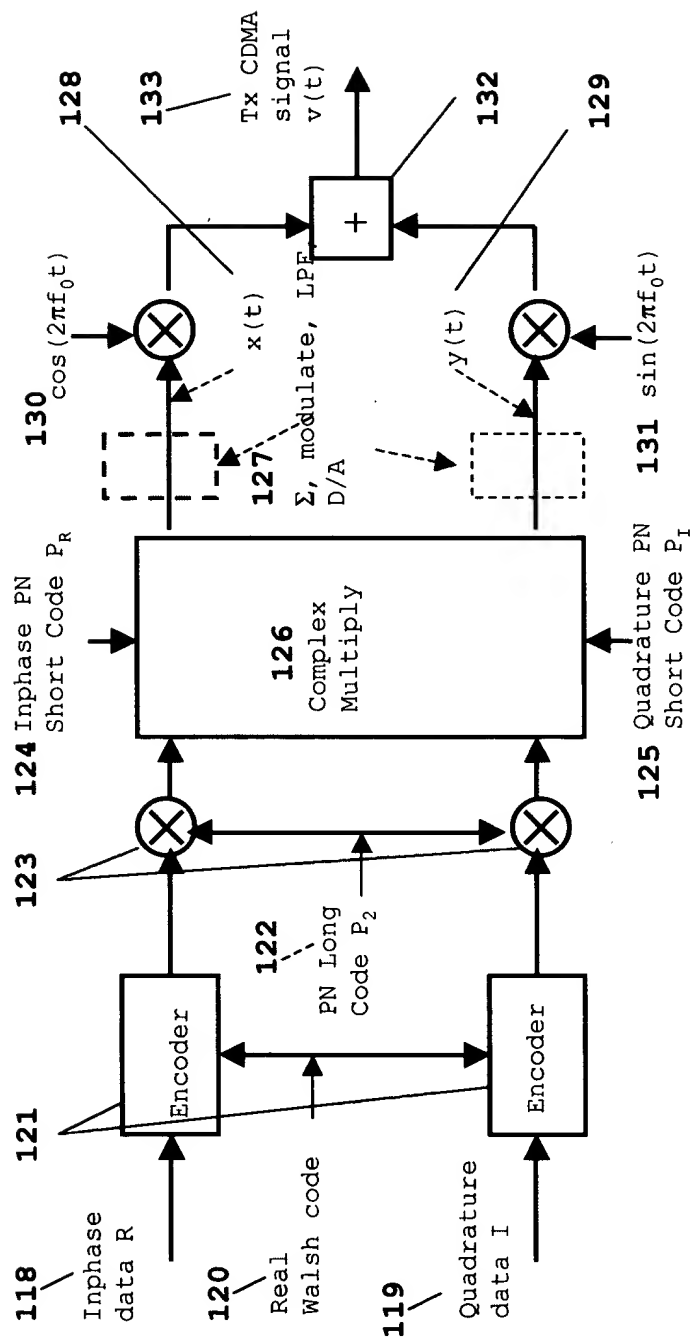 118
Inphase
data R
120
Real
Walsh code
119
Quadrature
data I
121
Encoder
Encoder
122
PN Long
Code P₂
123
124 Inphase PN
Short Code P_R
126
Complex
Multiply
125 Quadrature PN
Short Code P_I
127
Σ, modulate, LPF,
D/A
130
cos(2πf₀t)
x(t)
128
y(t)
129
131 sin(2πf₀t)
+
132
133
Tx CDMA
signal
v(t)